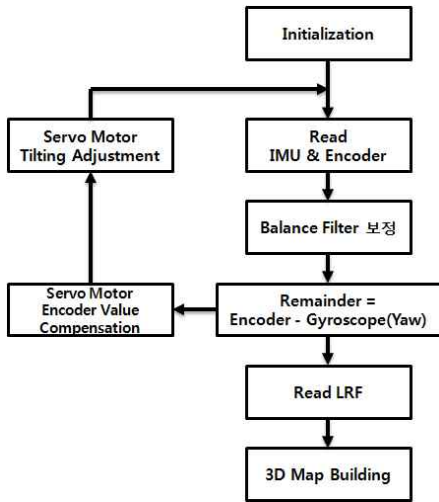 Initialization
Servo Motor
Tilting Adjustment
Read
IMU & Encoder
Balance Filter 보정
Servo Motor
Encoder Value
Compensation
Remainder =
Encoder - Gyroscope(Yaw)
Read LRF
3D Map Building